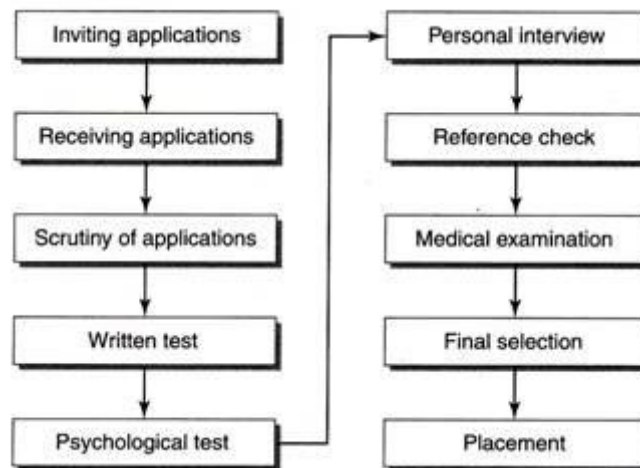 Inviting applications
Receiving applications
Scrutiny of applications
Written test
Psychological test
Personal interview
Reference check
Medical examination
Final selection
Placement